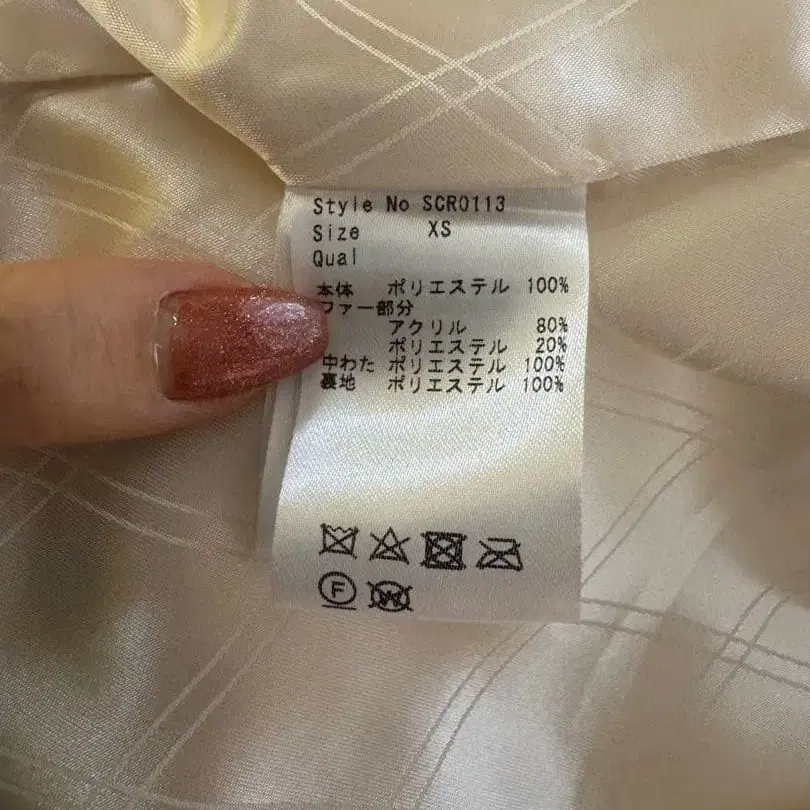 Style No SCR0113
Size XS
Qual
本体 ポリエステル 100%
ファー部分
アクリル 80%
ポリエステル 20%
中わた ポリエステル 100%
裏地 ポリエステル 100%
F W